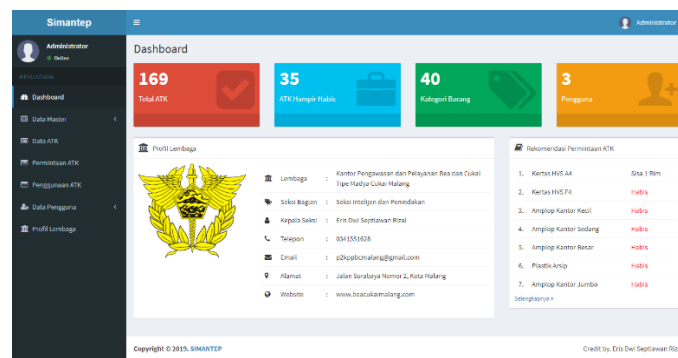 Simantep
Administrator
Administrator
Online
MENU UTAMA
Dashboard
Data Master
Data ATK
Permintaan ATK
Penggunaan ATK
Data Pengguna
Profil Lembaga
Dashboard
169
Total ATK
35
ATK Hampir Habis
40
Kategori Barang
3
Pengguna
Profil Lembaga
Lembaga : Kantor Pengawasan dan Pelayanan Bea dan Cukai
Tipe Madya Cukai Malang
Seksi Bagian : Seksi Intelijen dan Penindakan
Kepala Seksi : Eris Dwi Septiawan Rizal
Telepon : 0341551628
Email : p2kppbcmalang@gmail.com
Alamat : Jalan Surabaya Nomor 2, Kota Malang
Website : www.beacukaimalang.com
Rekomendasi Permintaan ATK
1. Kertas HVS A4 Sisa 1 Rim
2. Kertas HVS F4 Habis
3. Amplop Kantor Kecil Habis
4. Amplop Kantor Sedang Habis
5. Amplop Kantor Besar Habis
6. Plastik Arsip Habis
7. Amplop Kantor Jumbo Habis
Selengkapnya »
Copyright © 2019. SIMANTEP
Credit by. Eris Dwi Septiawan Riz